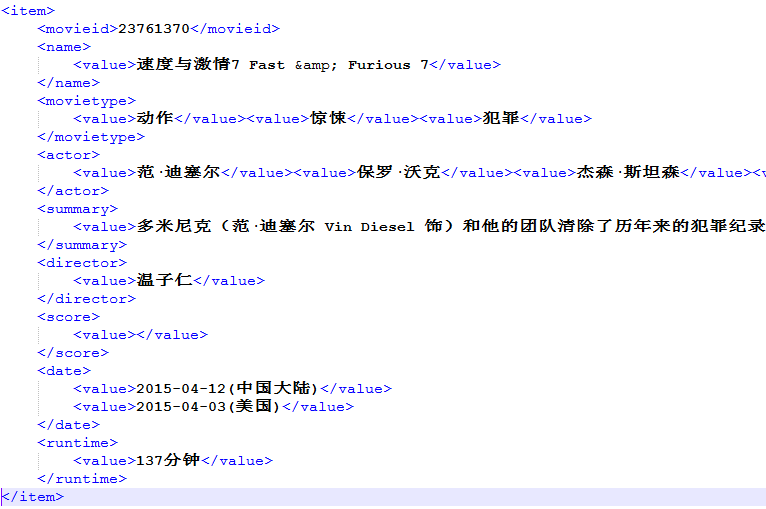 <item>
<movieid>23761370</movieid>
<name>
<value>速度与激情7 Fast &amp; Furious 7</value>
</name>
<movietype>
<value>动作</value><value>惊悚</value><value>犯罪</value>
</movietype>
<actor>
<value>范·迪塞尔</value><value>保罗·沃克</value><value>杰森·斯坦森</value><v
</actor>
<summary>
<value>多米尼克（范·迪塞尔 Vin Diesel 饰）和他的团队清除了历年来的犯罪纪录
</summary>
<director>
<value>温子仁</value>
</director>
<score>
<value></value>
</score>
<date>
<value>2015-04-12(中国大陆)</value>
<value>2015-04-03(美国)</value>
</date>
<runtime>
<value>137分钟</value>
</runtime>
</item>